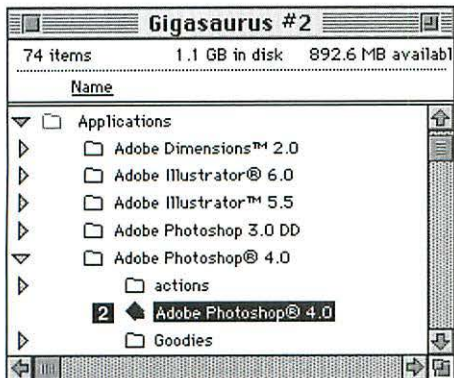 Gigasaurus #2
74 items 1.1 GB in disk 892.6 MB availabl
Name
Applications
Adobe Dimensions™ 2.0
Adobe Illustrator® 6.0
Adobe Illustrator™ 5.5
Adobe Photoshop 3.0 DD
Adobe Photoshop® 4.0
actions
2 Adobe Photoshop® 4.0
Goodies